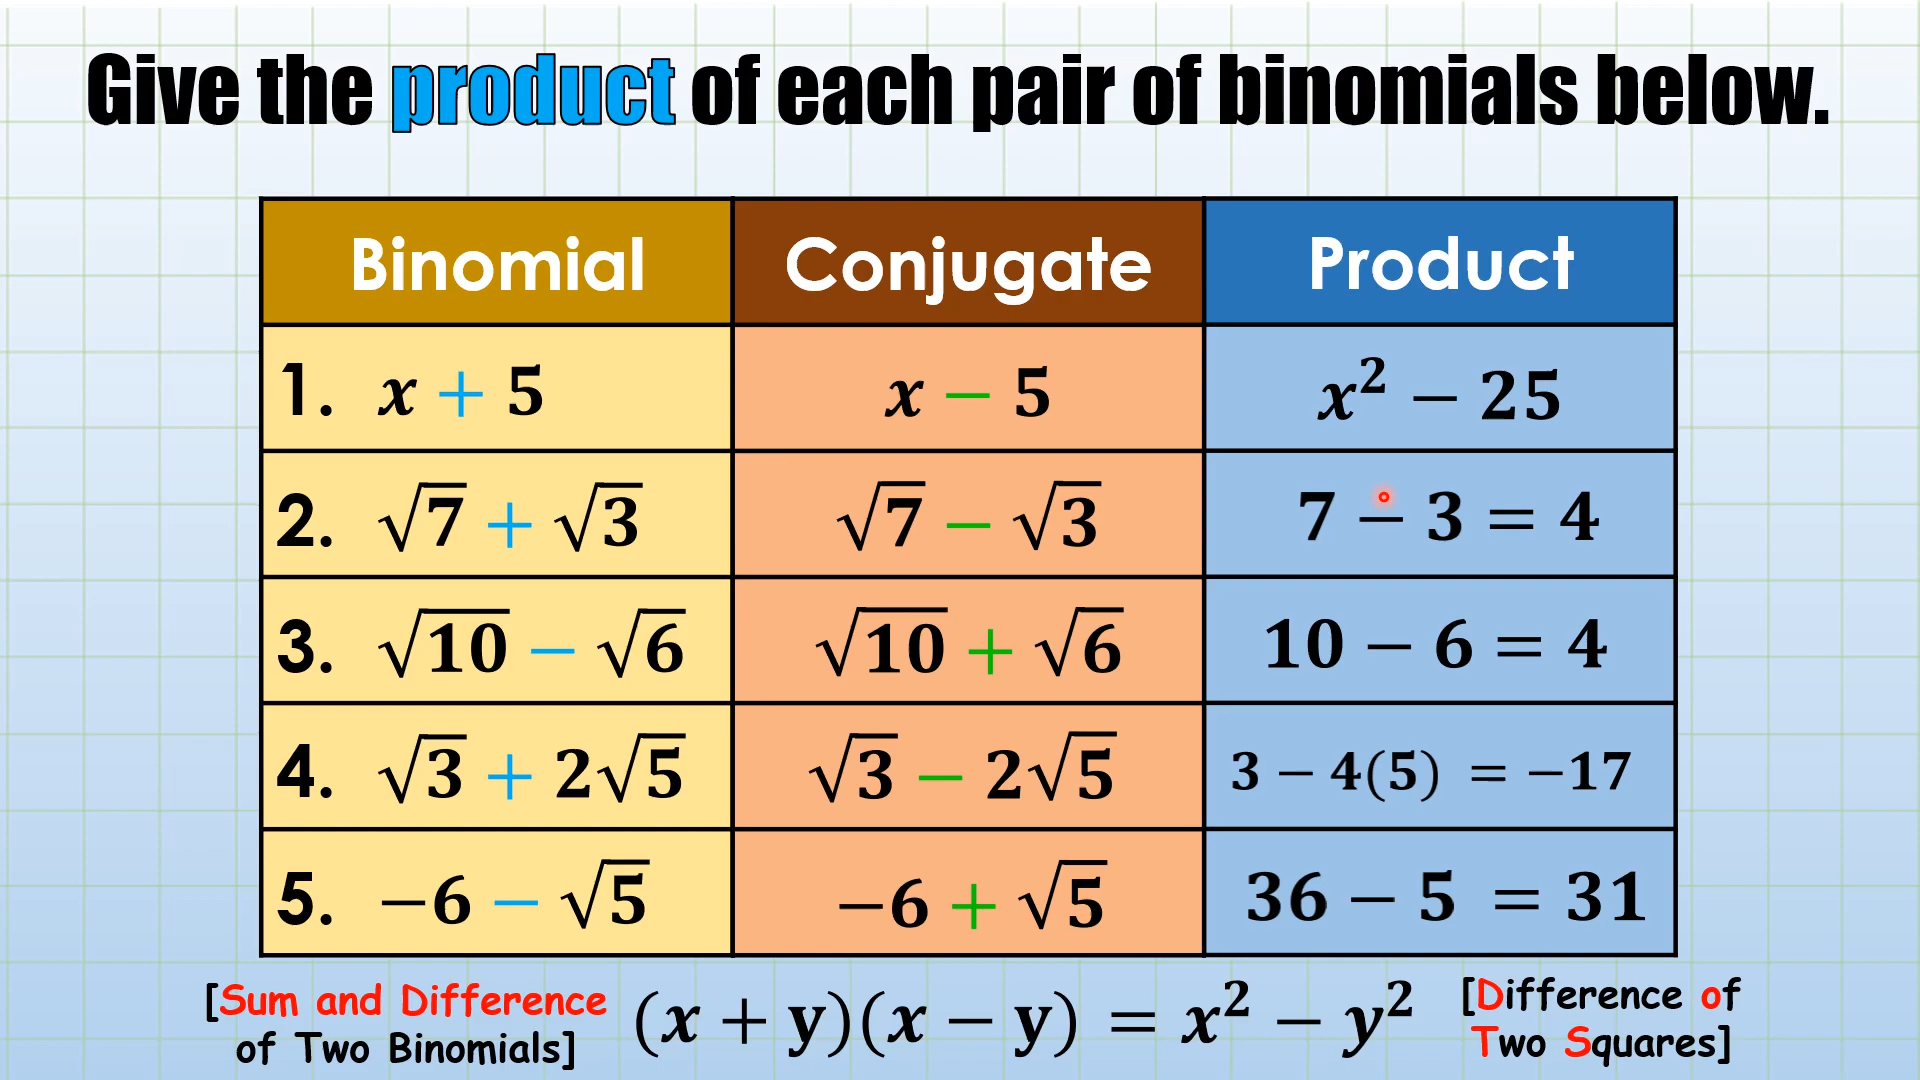 Give the product of each pair of binomials below.
Binomial Conjugate Product
1. x + 5 x − 5 x² − 25
2. √7 + √3 √7 − √3 7 − 3 = 4
3. √10 − √6 √10 + √6 10 − 6 = 4
4. √3 + 2√5 √3 − 2√5 3 − 4(5) = −17
5. −6 − √5 −6 + √5 36 − 5 = 31
[Sum and Difference
of Two Binomials]
(x + y)(x − y) = x² − y²
[Difference of
Two Squares]